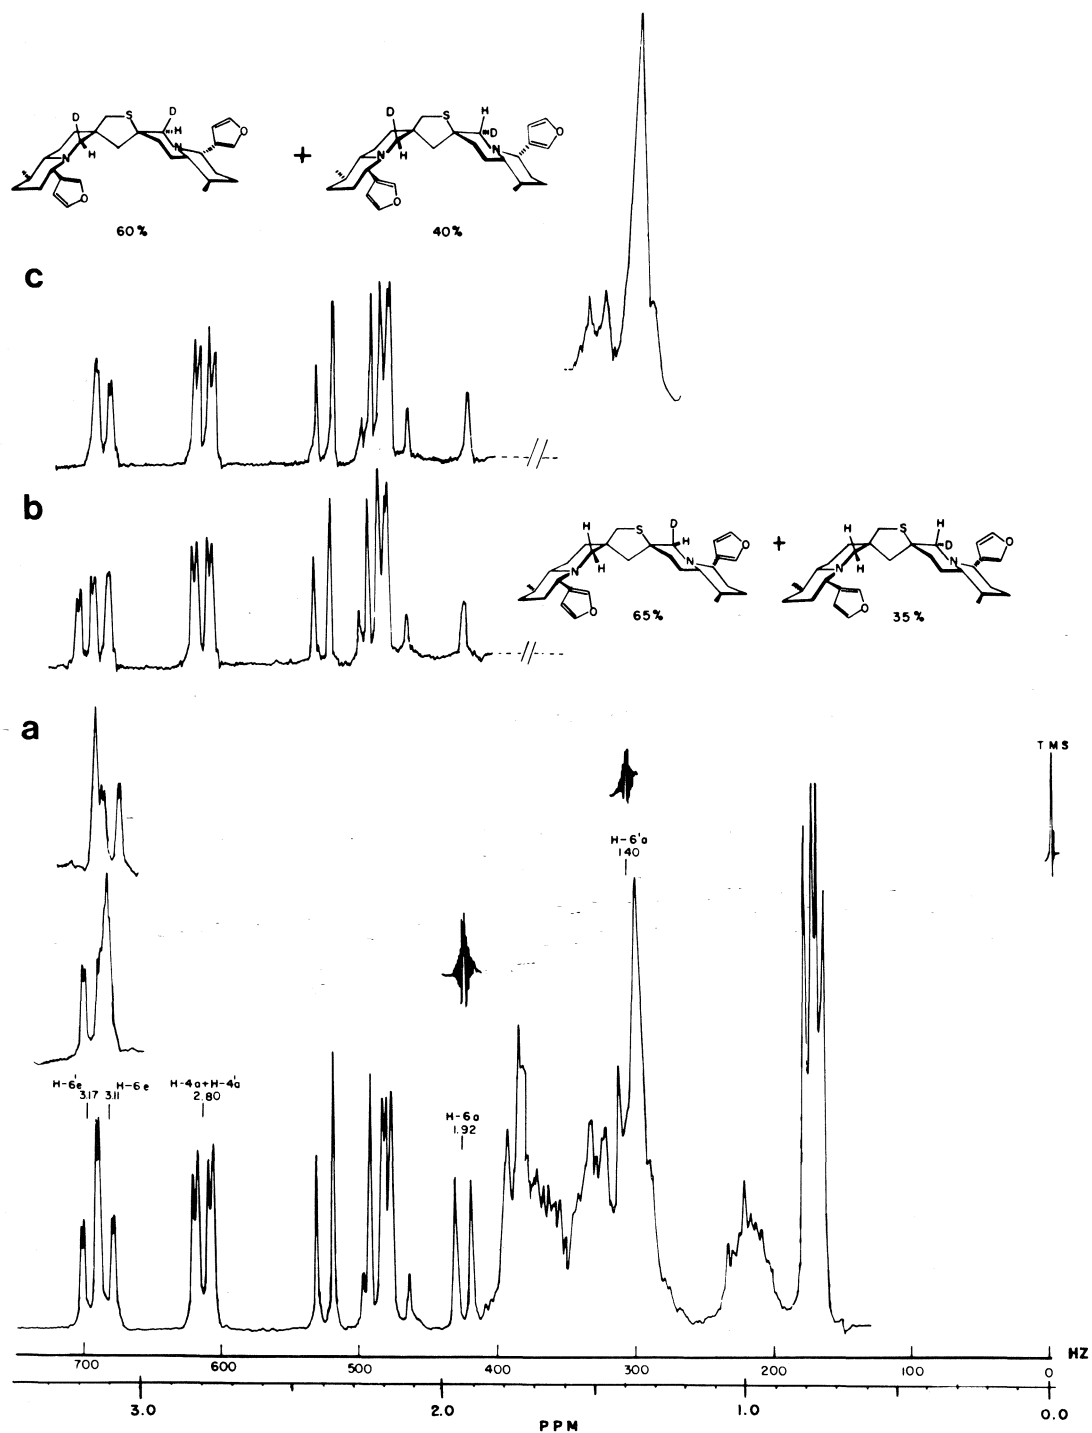 D S D H H N N O O
+
D S H D H N N O O
60% 40%
c
b
H S D H H N N O O
+
H S H D H N N O O
65% 35%
a
TMS
H-6'a
1.40
H-6'e 3.17 3.11 H-6e
H-4a+H-4'a
2.80
H-6a
1.92
700 600 500 400 300 200 100 0 HZ
3.0 2.0 1.0 0.0
PPM